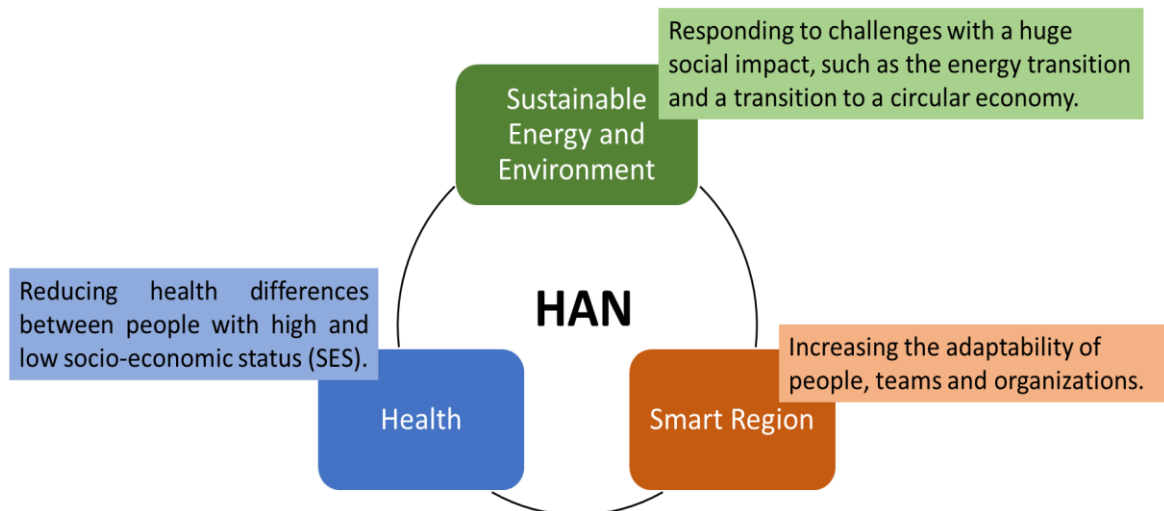 Responding to challenges with a huge
social impact, such as the energy transition
and a transition to a circular economy.
Sustainable
Energy and
Environment
HAN
Reducing health differences
between people with high and
low socio-economic status (SES).
Health
Increasing the adaptability of
people, teams and organizations.
Smart Region